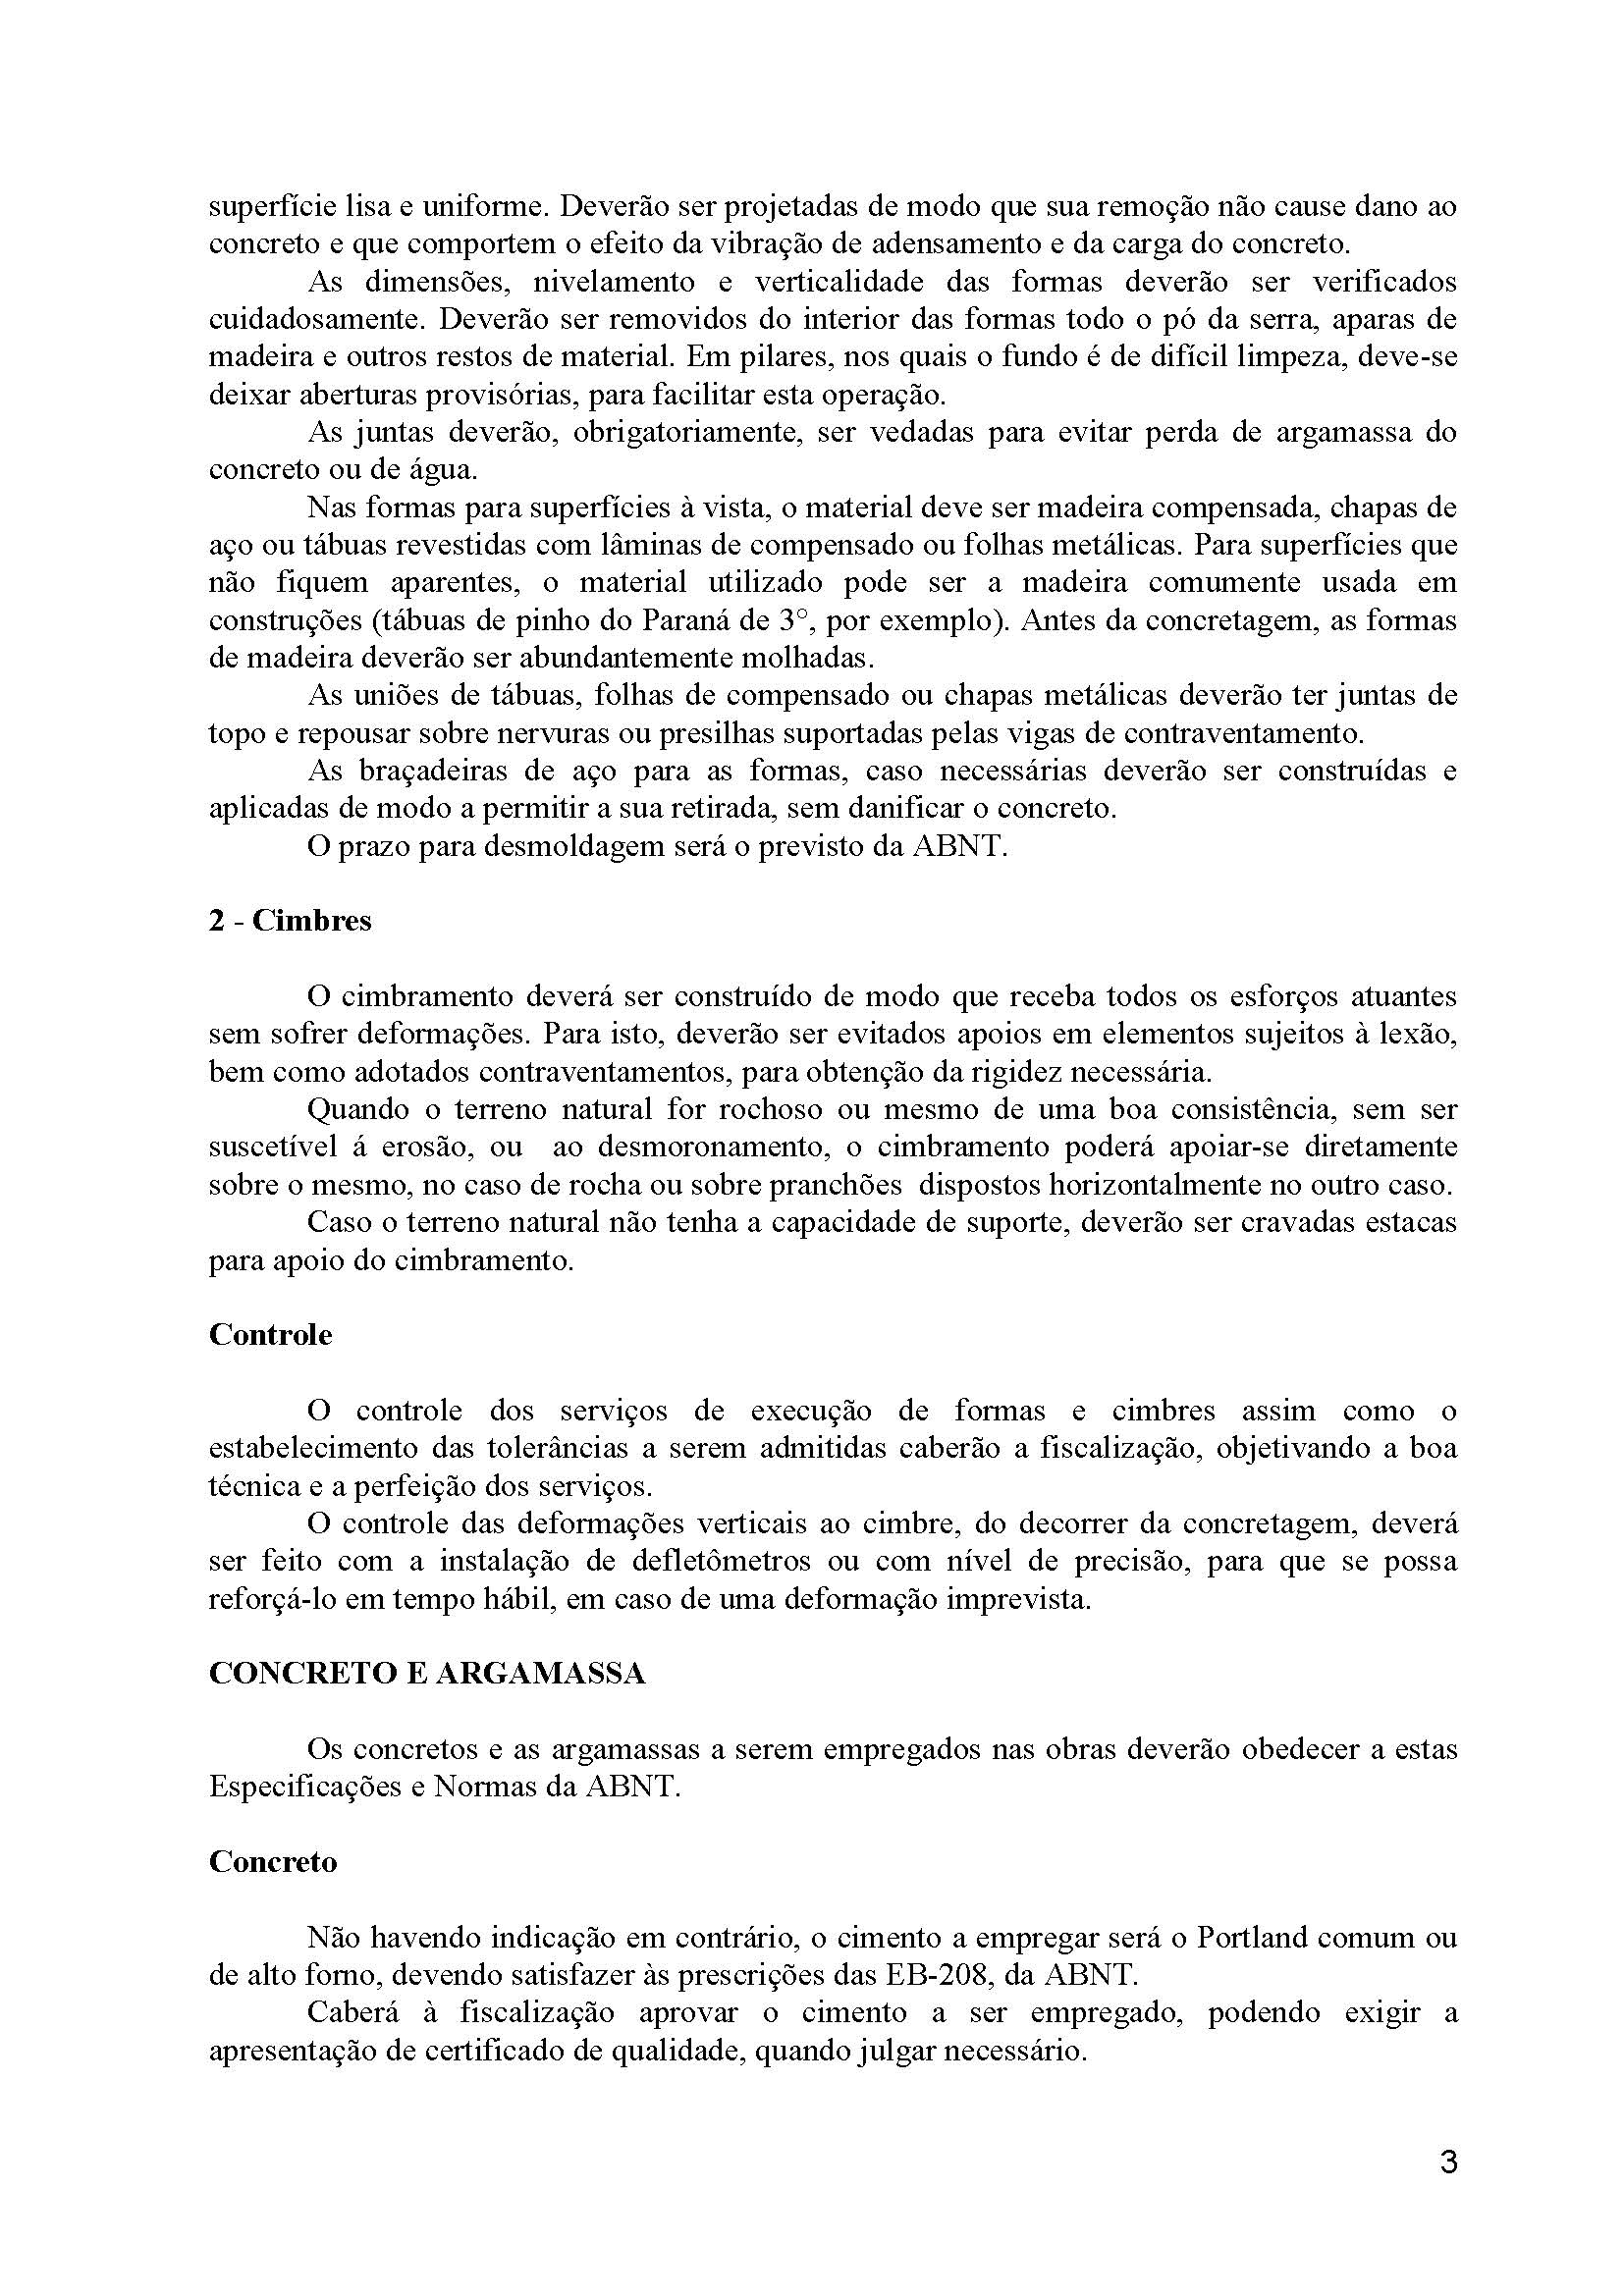 superfície lisa e uniforme. Deverão ser projetadas de modo que sua remoção não cause dano ao
concreto e que comportem o efeito da vibração de adensamento e da carga do concreto.
As dimensões, nivelamento e verticalidade das formas deverão ser verificados
cuidadosamente. Deverão ser removidos do interior das formas todo o pó da serra, aparas de
madeira e outros restos de material. Em pilares, nos quais o fundo é de difícil limpeza, deve-se
deixar aberturas provisórias, para facilitar esta operação.
As juntas deverão, obrigatoriamente, ser vedadas para evitar perda de argamassa do
concreto ou de água.
Nas formas para superfícies à vista, o material deve ser madeira compensada, chapas de
aço ou tábuas revestidas com lâminas de compensado ou folhas metálicas. Para superfícies que
não fiquem aparentes, o material utilizado pode ser a madeira comumente usada em
construções (tábuas de pinho do Paraná de 3°, por exemplo). Antes da concretagem, as formas
de madeira deverão ser abundantemente molhadas.
As uniões de tábuas, folhas de compensado ou chapas metálicas deverão ter juntas de
topo e repousar sobre nervuras ou presilhas suportadas pelas vigas de contraventamento.
As braçadeiras de aço para as formas, caso necessárias deverão ser construídas e
aplicadas de modo a permitir a sua retirada, sem danificar o concreto.
O prazo para desmoldagem será o previsto da ABNT.
2 - Cimbres
O cimbramento deverá ser construído de modo que receba todos os esforços atuantes
sem sofrer deformações. Para isto, deverão ser evitados apoios em elementos sujeitos à lexão,
bem como adotados contraventamentos, para obtenção da rigidez necessária.
Quando o terreno natural for rochoso ou mesmo de uma boa consistência, sem ser
suscetível á erosão, ou  ao desmoronamento, o cimbramento poderá apoiar-se diretamente
sobre o mesmo, no caso de rocha ou sobre pranchões  dispostos horizontalmente no outro caso.
Caso o terreno natural não tenha a capacidade de suporte, deverão ser cravadas estacas
para apoio do cimbramento.
Controle
O controle dos serviços de execução de formas e cimbres assim como o
estabelecimento das tolerâncias a serem admitidas caberão a fiscalização, objetivando a boa
técnica e a perfeição dos serviços.
O controle das deformações verticais ao cimbre, do decorrer da concretagem, deverá
ser feito com a instalação de defletômetros ou com nível de precisão, para que se possa
reforçá-lo em tempo hábil, em caso de uma deformação imprevista.
CONCRETO E ARGAMASSA
Os concretos e as argamassas a serem empregados nas obras deverão obedecer a estas
Especificações e Normas da ABNT.
Concreto
Não havendo indicação em contrário, o cimento a empregar será o Portland comum ou
de alto forno, devendo satisfazer às prescrições das EB-208, da ABNT.
Caberá à fiscalização aprovar o cimento a ser empregado, podendo exigir a
apresentação de certificado de qualidade, quando julgar necessário.
3